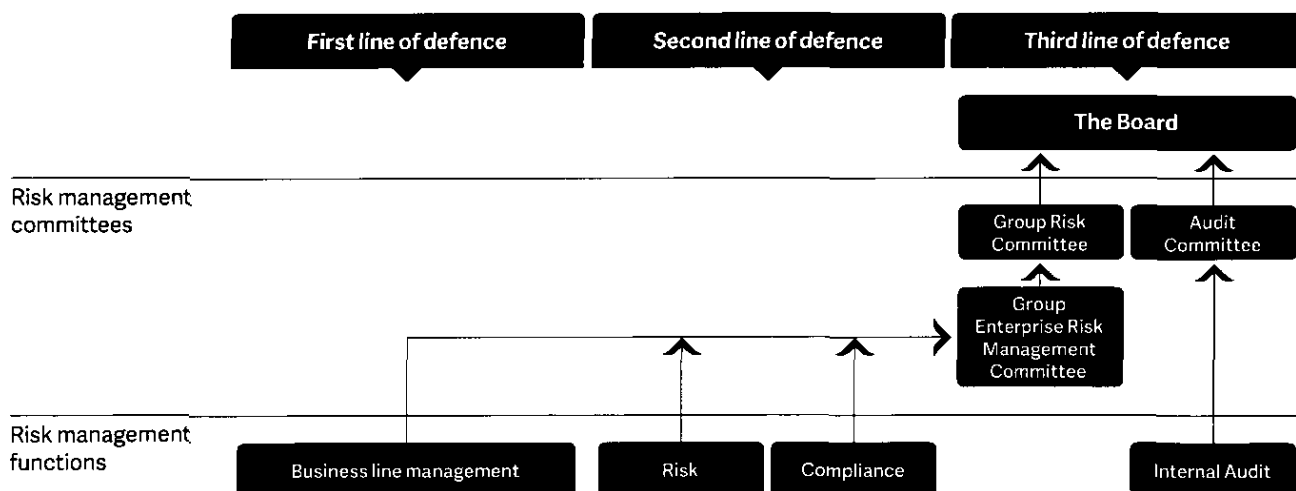 First line of defence
Second line of defence
Third line of defence
The Board
Risk management
committees
Group Risk
Committee
Audit
Committee
Group
Enterprise Risk
Management
Committee
Risk management
functions
Business line management
Risk
Compliance
Internal Audit